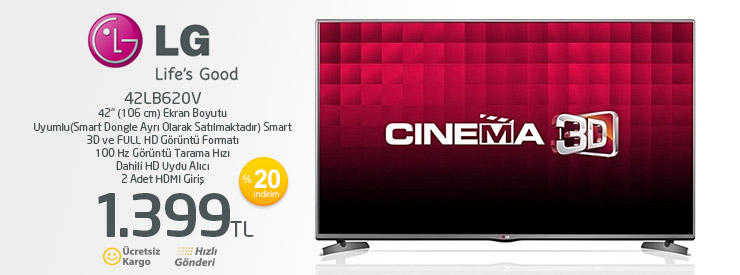 LG
LG
Life's Good
42LB620V
42" (106 cm) Ekran Boyutu
Uyumlu(Smart Dongle Ayrı Olarak Satılmaktadır) Smart
3D ve FULL HD Görüntü Formatı
100 Hz Görüntü Tarama Hızı
Dahili HD Uydu Alıcı
2 Adet HDMI Giriş
%20
indirim
1.399TL
Ücretsiz
Kargo
Hızlı
Gönderi
CINEMA 3D
LG